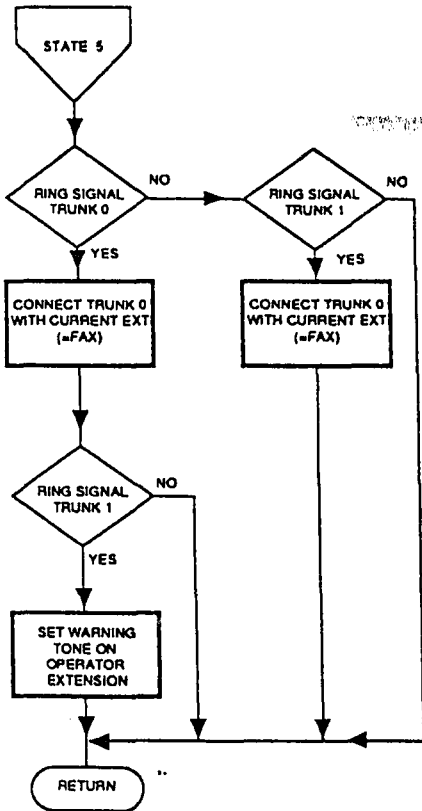 STATE 5
RING SIGNAL
TRUNK 0
NO
YES
RING SIGNAL
TRUNK 1
NO
YES
CONNECT TRUNK 0
WITH CURRENT EXT
(=FAX)
CONNECT TRUNK 0
WITH CURRENT EXT
(=FAX)
RING SIGNAL
TRUNK 1
NO
YES
SET WARNING
TONE ON
OPERATOR
EXTENSION
RETURN